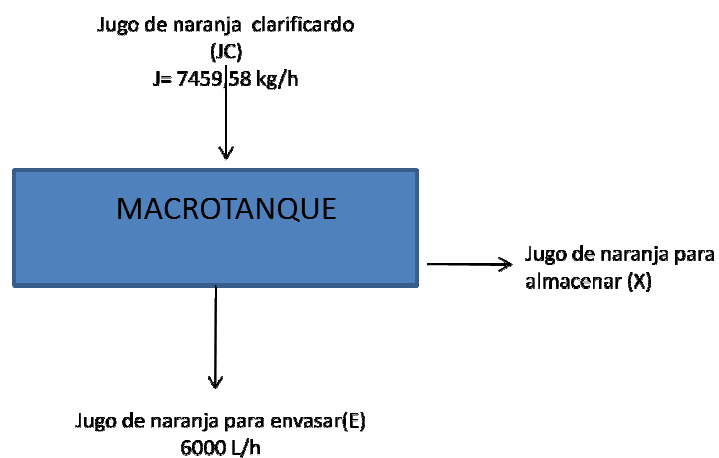 Jugo de naranja clarificardo
(JC)
J= 7459,58 kg/h
MACROTANQUE
Jugo de naranja para
almacenar (X)
Jugo de naranja para envasar(E)
6000 L/h